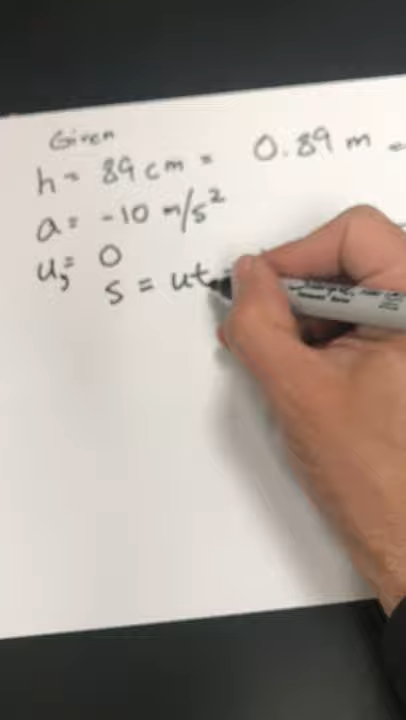 Given
h = 89 cm = 0.89 m =
a = -10 m/s²
u = 0
s = ut